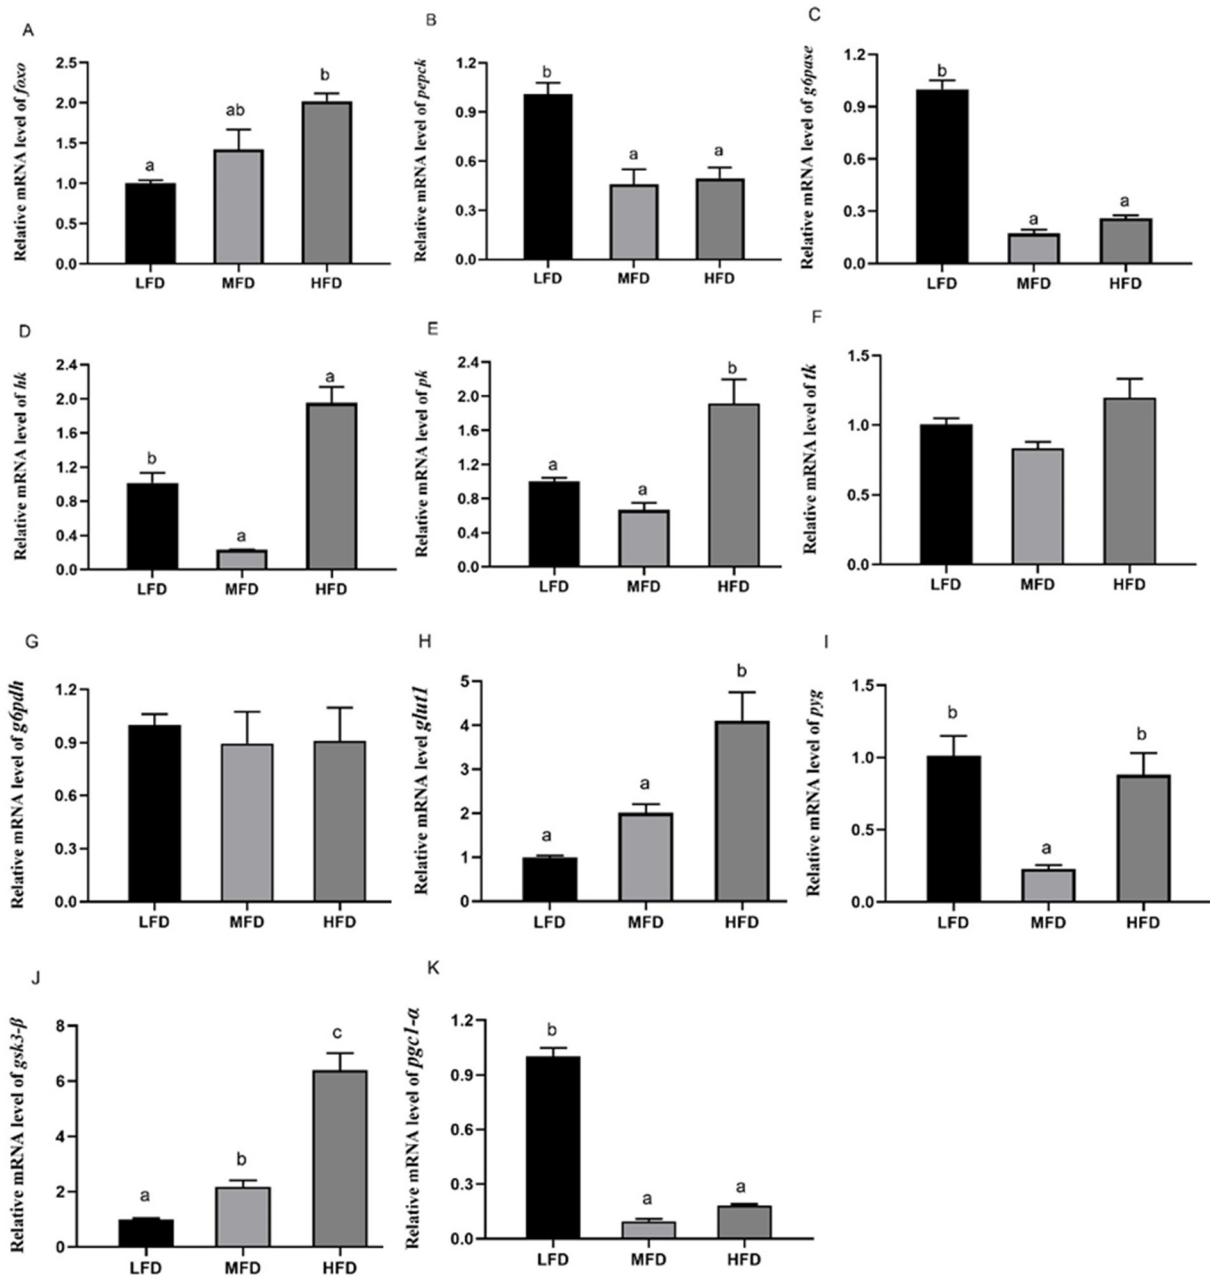 A
Relative mRNA level of foxo
2.5
2.0
1.5
1.0
0.5
0.0
a
ab
b
LFD MFD HFD
B
Relative mRNA level of pepck
1.2
0.9
0.6
0.3
0.0
b
a
a
LFD MFD HFD
C
Relative mRNA level of g6pase
1.2
0.9
0.6
0.3
0.0
b
a
a
LFD MFD HFD
D
Relative mRNA level of hk
2.4
2.0
1.6
1.2
0.8
0.4
0.0
b
a
a
LFD MFD HFD
E
Relative mRNA level of pk
2.4
2.0
1.6
1.2
0.8
0.4
0.0
a
a
b
LFD MFD HFD
F
Relative mRNA level of tk
1.5
1.0
0.5
0.0
LFD MFD HFD
G
Relative mRNA level of g6pdh
1.2
0.9
0.6
0.3
0.0
LFD MFD HFD
H
Relative mRNA level glut1
5
4
3
2
1
0
a
a
b
LFD MFD HFD
I
Relative mRNA level of pyg
1.5
1.0
0.5
0.0
b
a
b
LFD MFD HFD
J
Relative mRNA level of gsk3-β
8
6
4
2
0
a
b
c
LFD MFD HFD
K
Relative mRNA level of pgc1-α
1.2
0.9
0.6
0.3
0.0
b
a
a
LFD MFD HFD